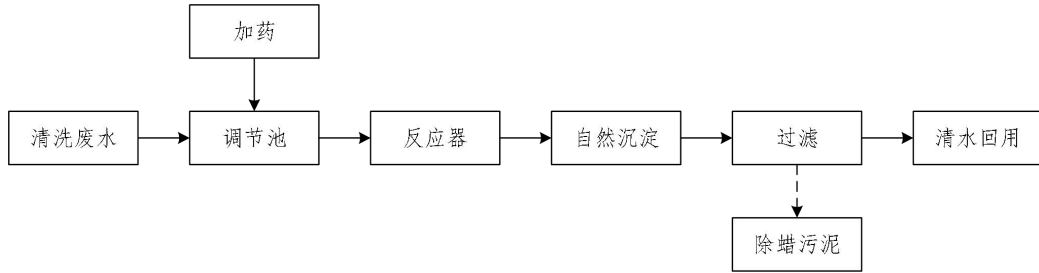 加药
清洗废水
调节池
反应器
自然沉淀
过滤
清水回用
除蜡污泥